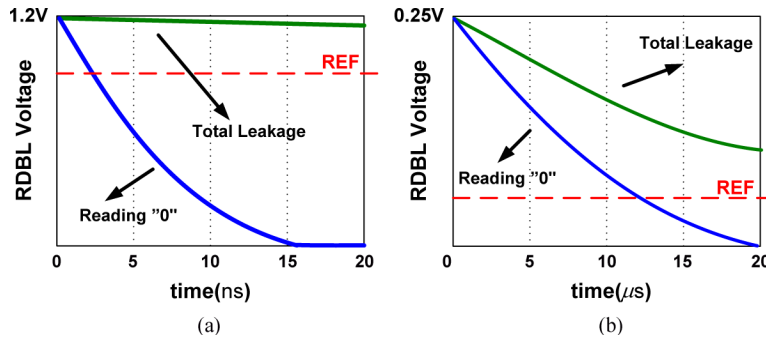 1.2V
RDBL Voltage
REF
Total Leakage
Reading ”0"
0
5
10
15
20
time(ns)
(a)
0.25V
RDBL Voltage
Total Leakage
Reading ”0"
REF
0
5
10
15
20
time(μs)
(b)